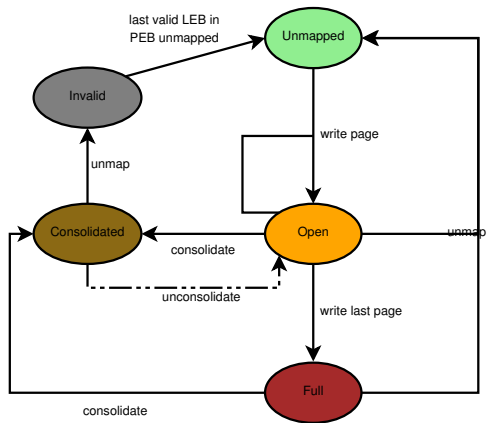 last valid LEB in
PEB unmapped
Unmapped
Invalid
write page
unmap
Consolidated
Open
unmap
consolidate
unconsolidate
write last page
Full
consolidate